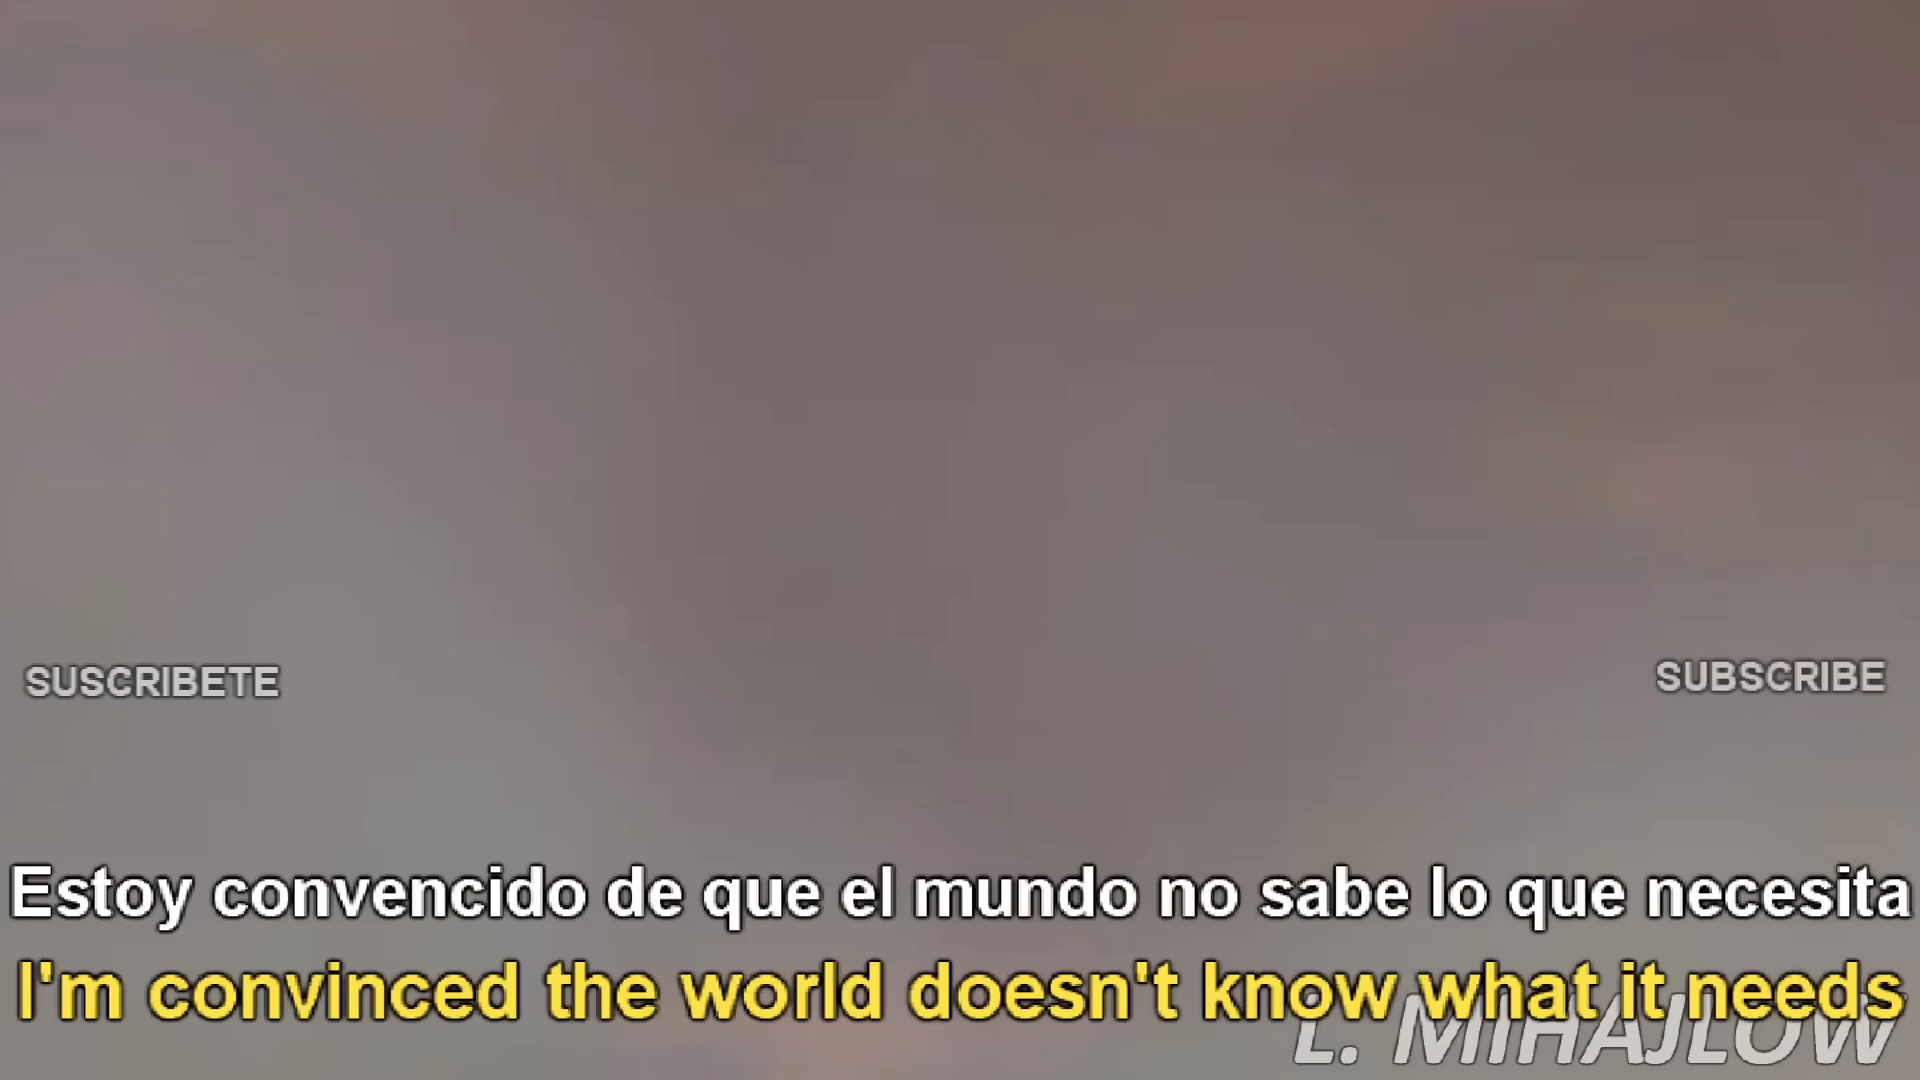 SUSCRIBETE
SUBSCRIBE
Estoy convencido de que el mundo no sabe lo que necesita
I'm convinced the world doesn't know what it needs
L. MIHAJLOW